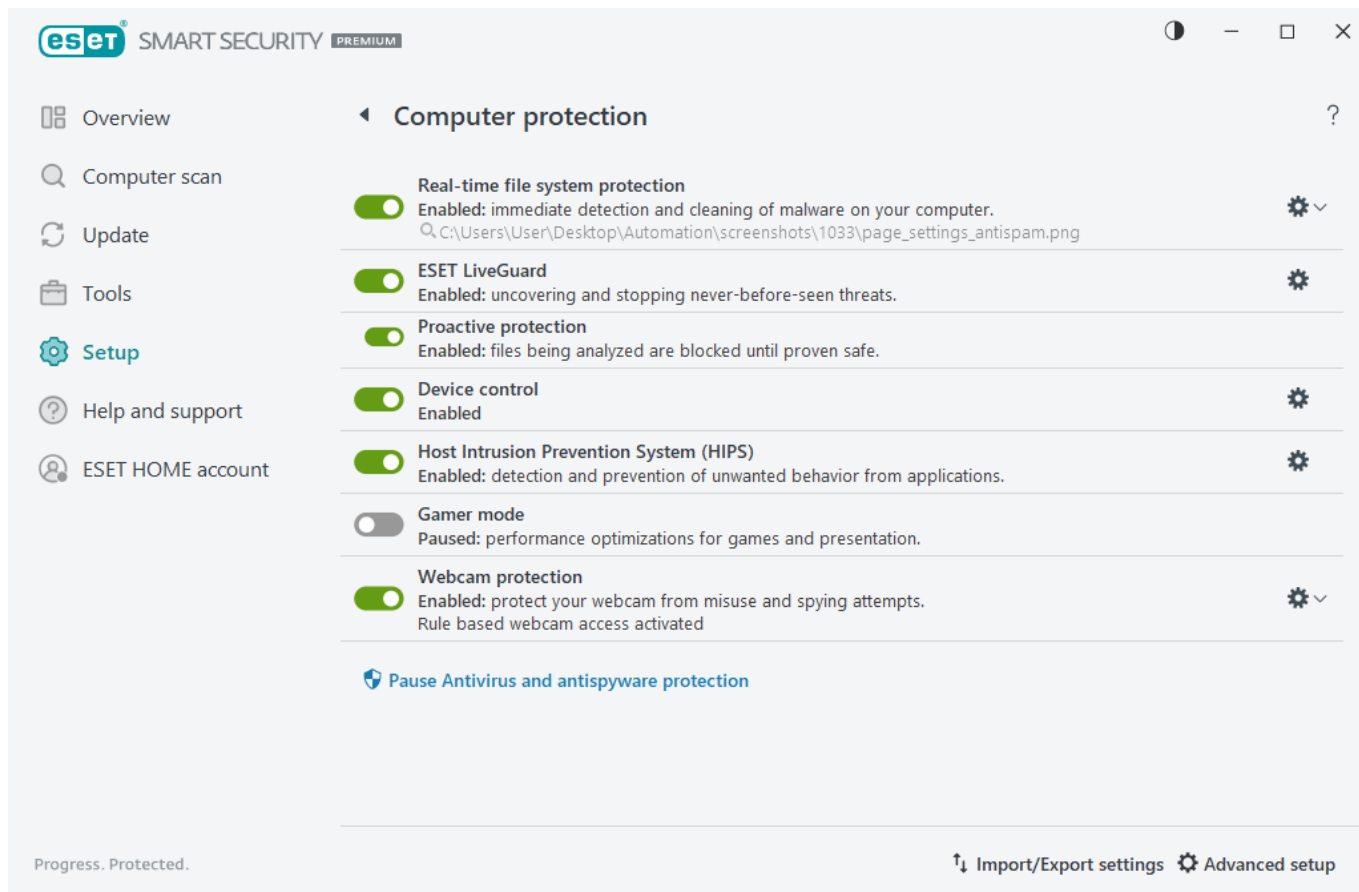 eset® SMART SECURITY PREMIUM
Overview
Computer scan
Update
Tools
Setup
Help and support
ESET HOME account
Computer protection
?
Real-time file system protection
Enabled: immediate detection and cleaning of malware on your computer.
C:\Users\User\Desktop\Automation\screenshots\1033\page_settings_antispam.png
ESET LiveGuard
Enabled: uncovering and stopping never-before-seen threats.
Proactive protection
Enabled: files being analyzed are blocked until proven safe.
Device control
Enabled
Host Intrusion Prevention System (HIPS)
Enabled: detection and prevention of unwanted behavior from applications.
Gamer mode
Paused: performance optimizations for games and presentation.
Webcam protection
Enabled: protect your webcam from misuse and spying attempts.
Rule based webcam access activated
Pause Antivirus and antispyware protection
Progress. Protected.
Import/Export settings Advanced setup